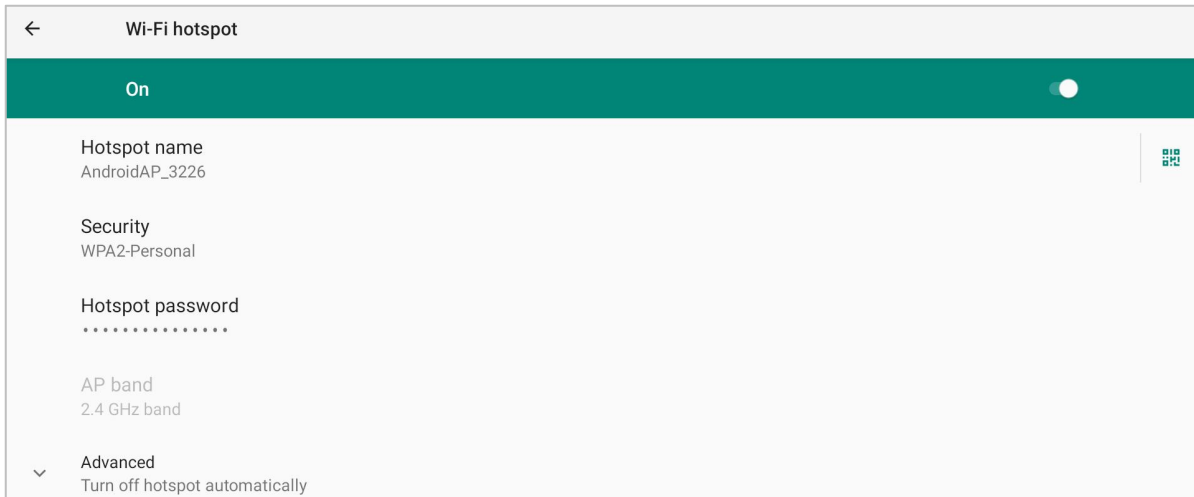 Wi-Fi hotspot
On
Hotspot name
AndroidAP_3226
Security
WPA2-Personal
Hotspot password
•••••••••••••••
AP band
2.4 GHz band
Advanced
Turn off hotspot automatically